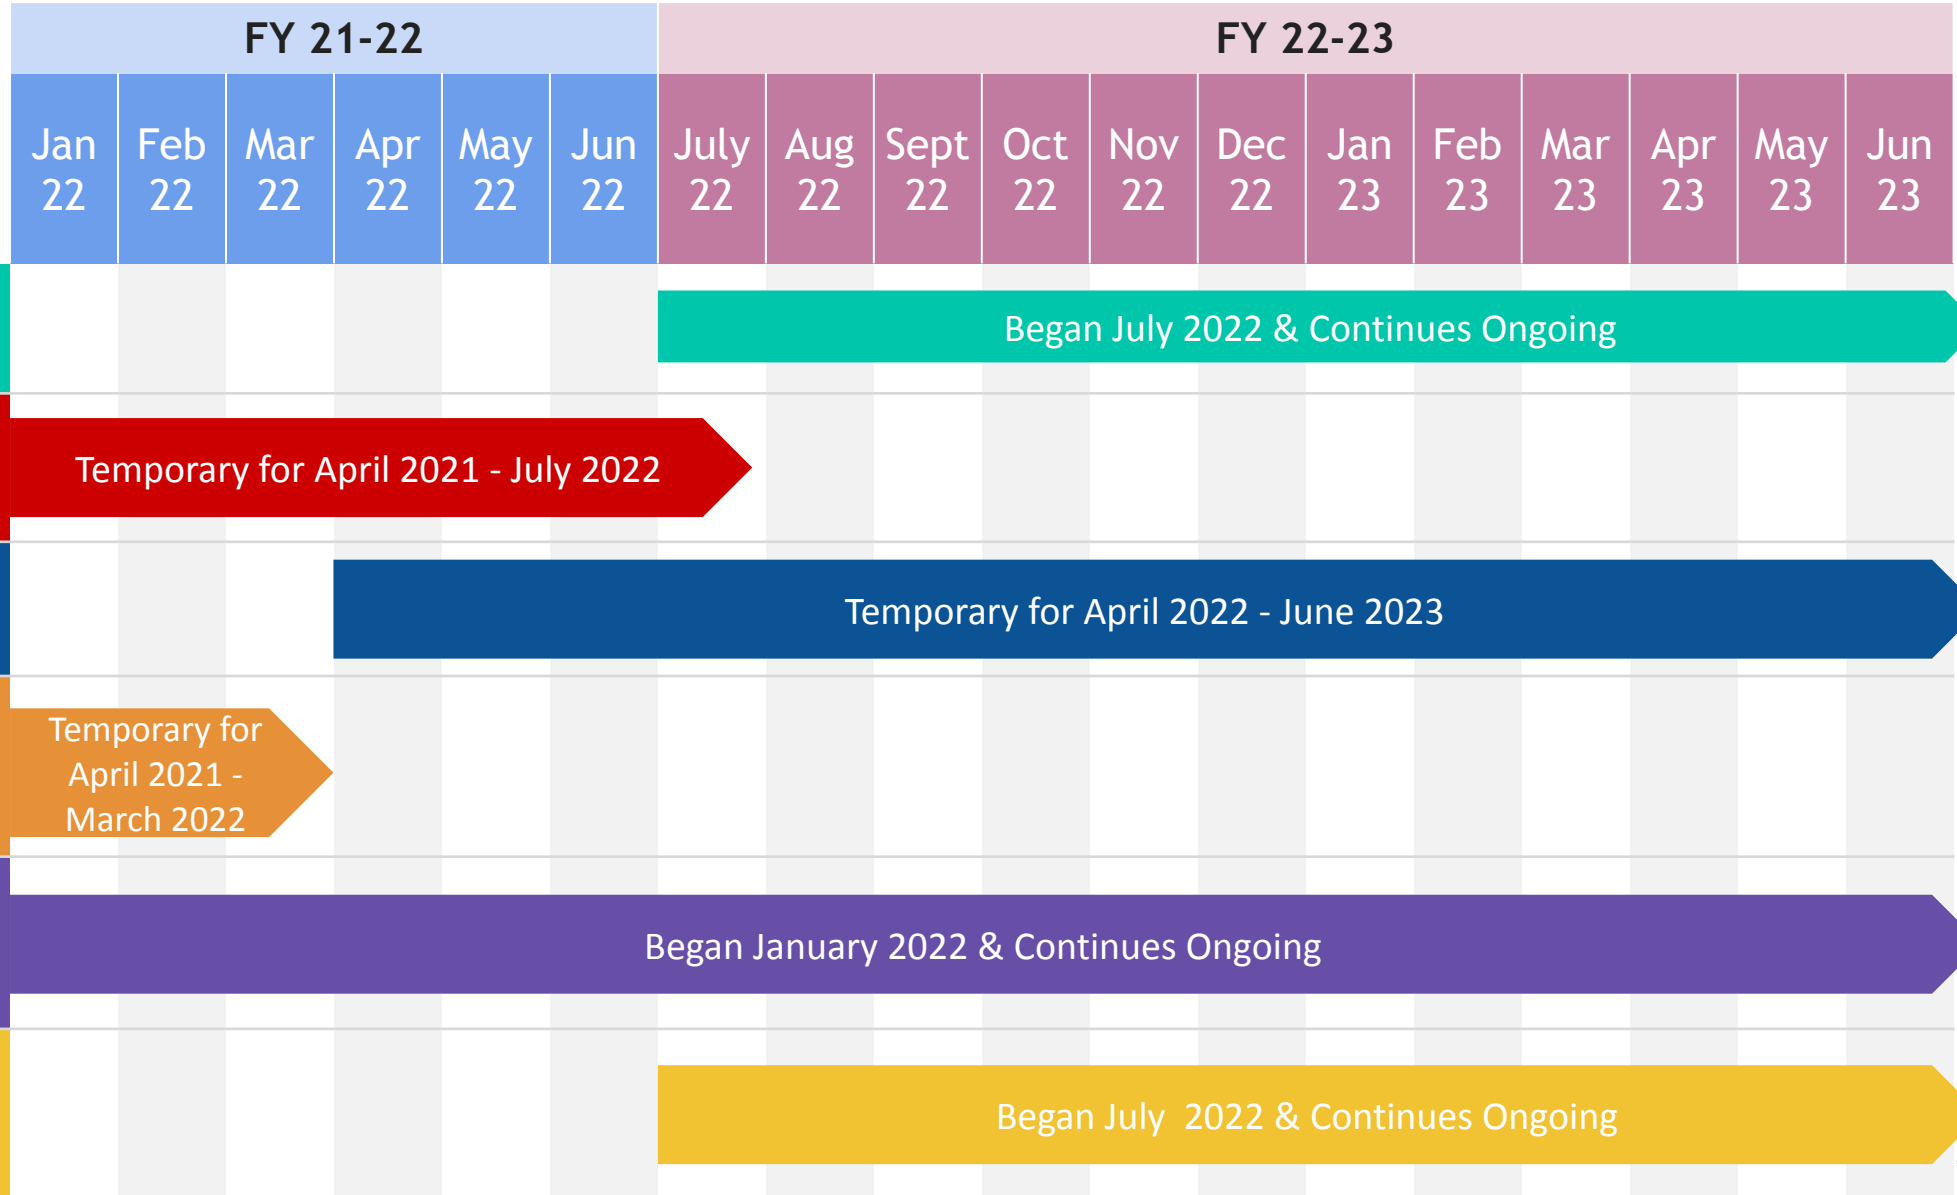 FY 21-22
FY 22-23
Jan
22
Feb
22
Mar
22
Apr
22
May
22
Jun
22
July
22
Aug
22
Sept
22
Oct
22
Nov
22
Dec
22
Jan
23
Feb
23
Mar
23
Apr
23
May
23
Jun
23
Began July 2022 & Continues Ongoing
Temporary for April 2021 - July 2022
Temporary for April 2022 - June 2023
Temporary for
April 2021 -
March 2022
Began January 2022 & Continues Ongoing
Began July  2022 & Continues Ongoing